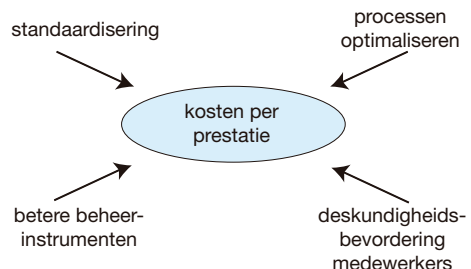 standaardisering
processen
optimaliseren
kosten per
prestatie
betere beheer-
instrumenten
deskundigheids-
bevordering
medewerkers